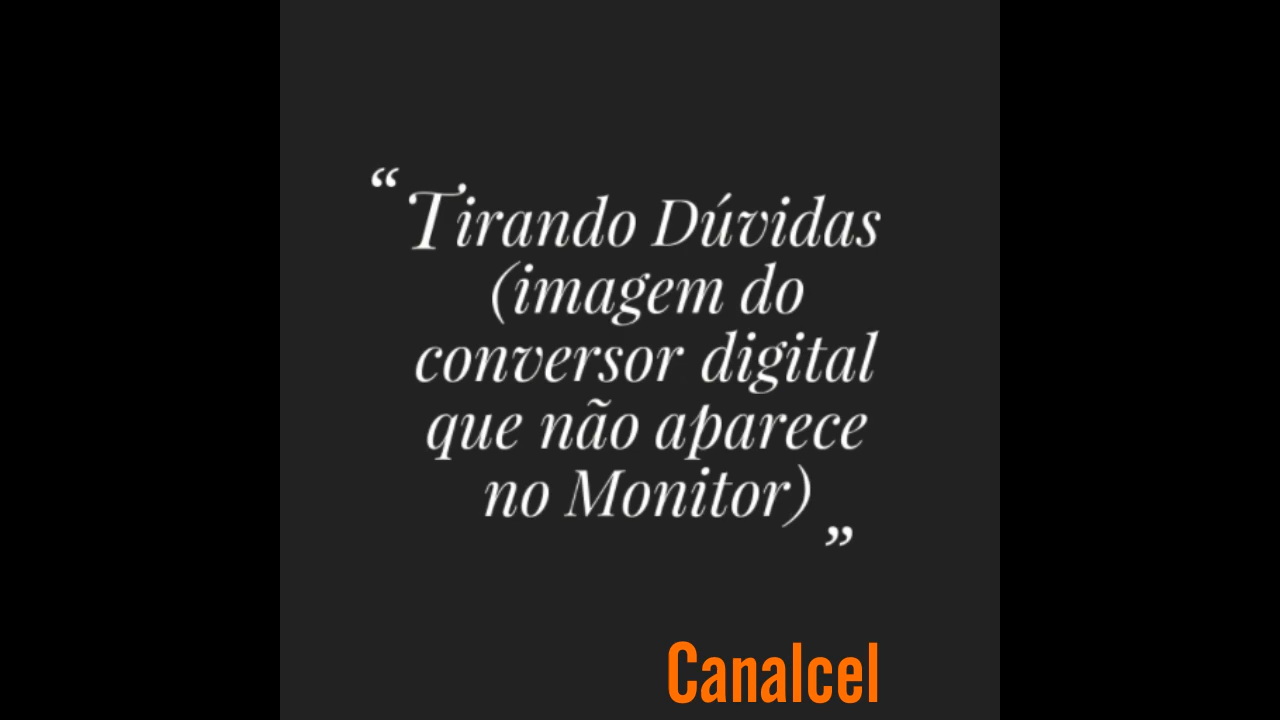 “Tirando Dúvidas
(imagem do
conversor digital
que não aparece
no Monitor)”
Canalcel